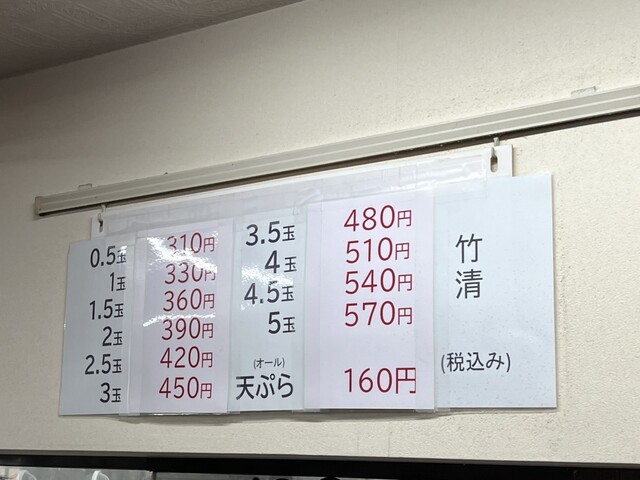 0.5玉 310円
1玉 330円
1.5玉 360円
2玉 390円
2.5玉 420円
3玉 450円
3.5玉 480円
4玉 510円
4.5玉 540円
5玉 570円
(オール)
天ぷら 160円
竹清
(税込み)